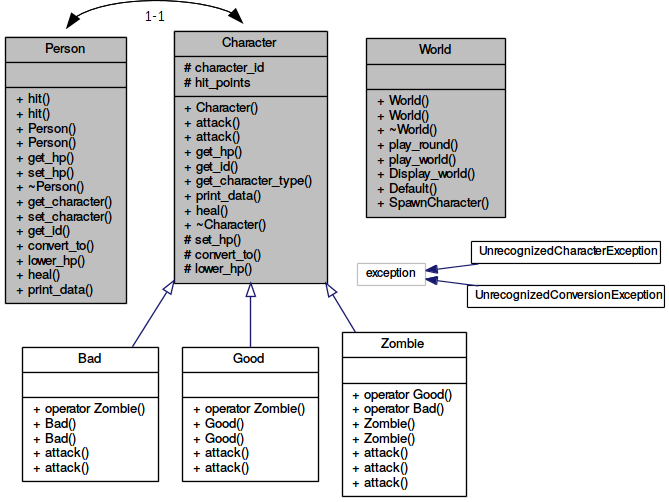 1-1
Person
+ hit()
+ hit()
+ Person()
+ Person()
+ get_hp()
+ set_hp()
+ ~Person()
+ get_character()
+ set_character()
+ get_id()
+ convert_to()
+ lower_hp()
+ heal()
+ print_data()
Character
# character_id
# hit_points
+ Character()
+ attack()
+ attack()
+ get_hp()
+ get_id()
+ get_character_type()
+ print_data()
+ heal()
+ ~Character()
# set_hp()
# convert_to()
# lower_hp()
World
+ World()
+ World()
+ ~World()
+ play_round()
+ play_world()
+ Display_world()
+ Default()
+ SpawnCharacter()
exception
UnrecognizedCharacterException
UnrecognizedConversionException
Bad
+ operator Zombie()
+ Bad()
+ Bad()
+ attack()
+ attack()
Good
+ operator Zombie()
+ Good()
+ Good()
+ attack()
+ attack()
Zombie
+ operator Good()
+ operator Bad()
+ Zombie()
+ Zombie()
+ attack()
+ attack()
+ attack()